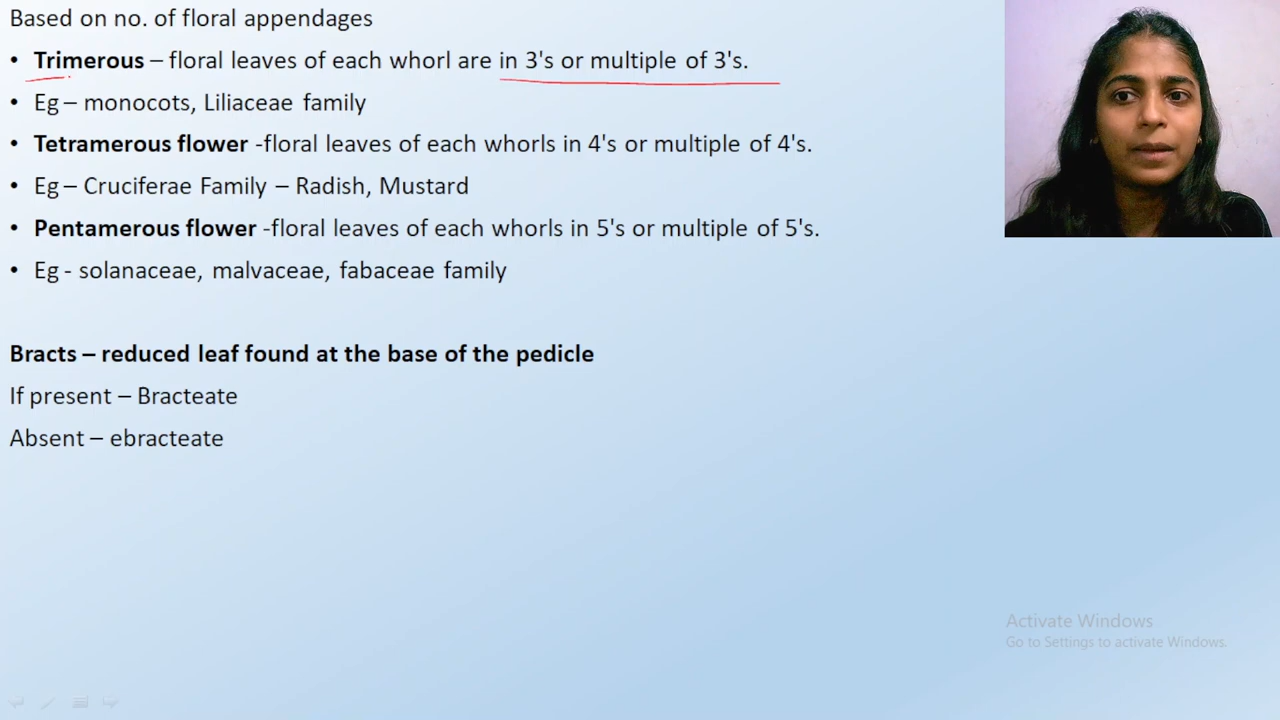 Based on no. of floral appendages
• Trimerous – floral leaves of each whorl are in 3's or multiple of 3's.
• Eg – monocots, Liliaceae family
• Tetramerous flower -floral leaves of each whorls in 4's or multiple of 4's.
• Eg – Cruciferae Family – Radish, Mustard
• Pentamerous flower -floral leaves of each whorls in 5's or multiple of 5's.
• Eg - solanaceae, malvaceae, fabaceae family
Bracts – reduced leaf found at the base of the pedicle
If present – Bracteate
Absent – ebracteate
Activate Windows
Go to Settings to activate Windows.